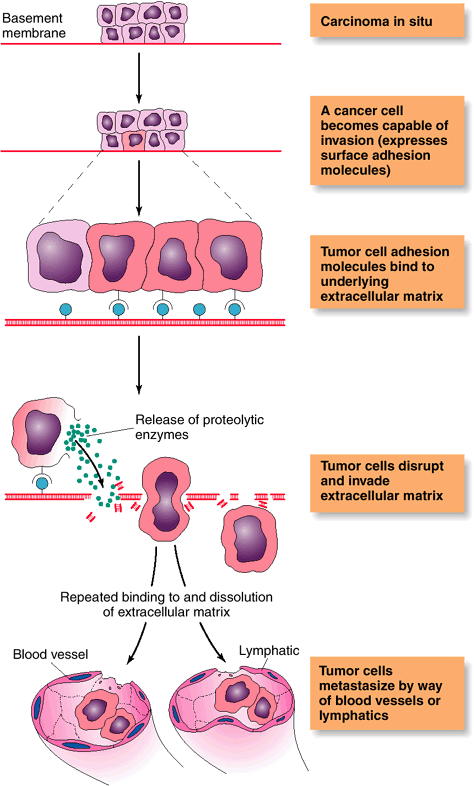 Basement
membrane
Carcinoma in situ
A cancer cell
becomes capable of
invasion (expresses
surface adhesion
molecules)
Tumor cell adhesion
molecules bind to
underlying
extracellular matrix
Release of proteolytic
enzymes
Tumor cells disrupt
and invade
extracellular matrix
Repeated binding to and dissolution
of extracellular matrix
Blood vessel
Lymphatic
Tumor cells
metastasize by way
of blood vessels or
lymphatics